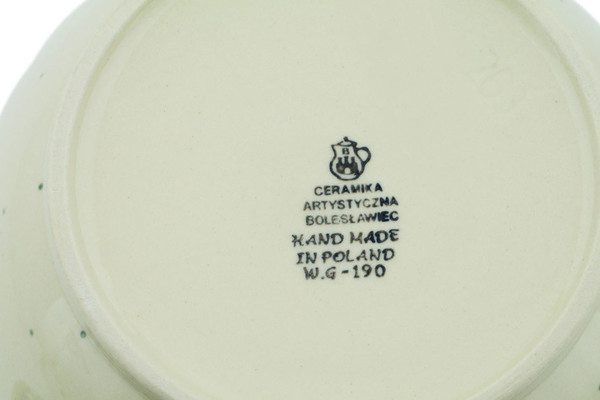 B
CERAMIKA
ARTYSTYCZNA
BOLESŁAWIEC
HAND MADE
IN POLAND
W.G-190